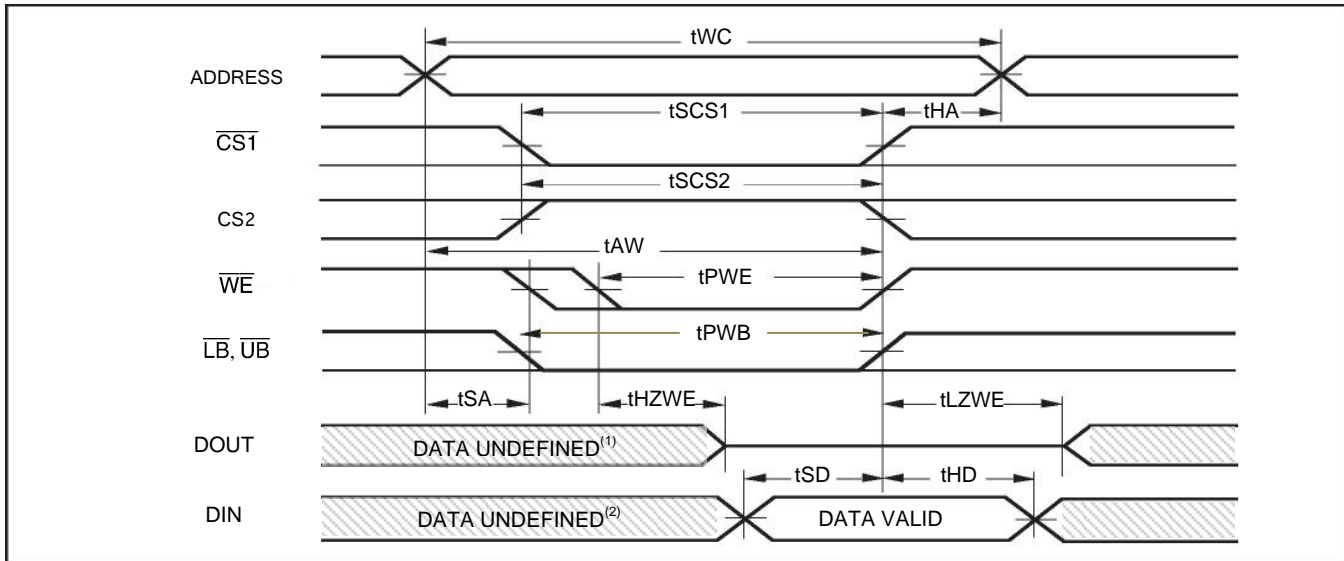 tWC
ADDRESS
tSCS1
tHA
CS1
tSCS2
CS2
tAW
WE
tPWE
LB, UB
tPWB
tSA
tHZWE
tLZWE
DOUT
DATA UNDEFINED(1)
tSD
tHD
DIN
DATA UNDEFINED(2)
DATA VALID